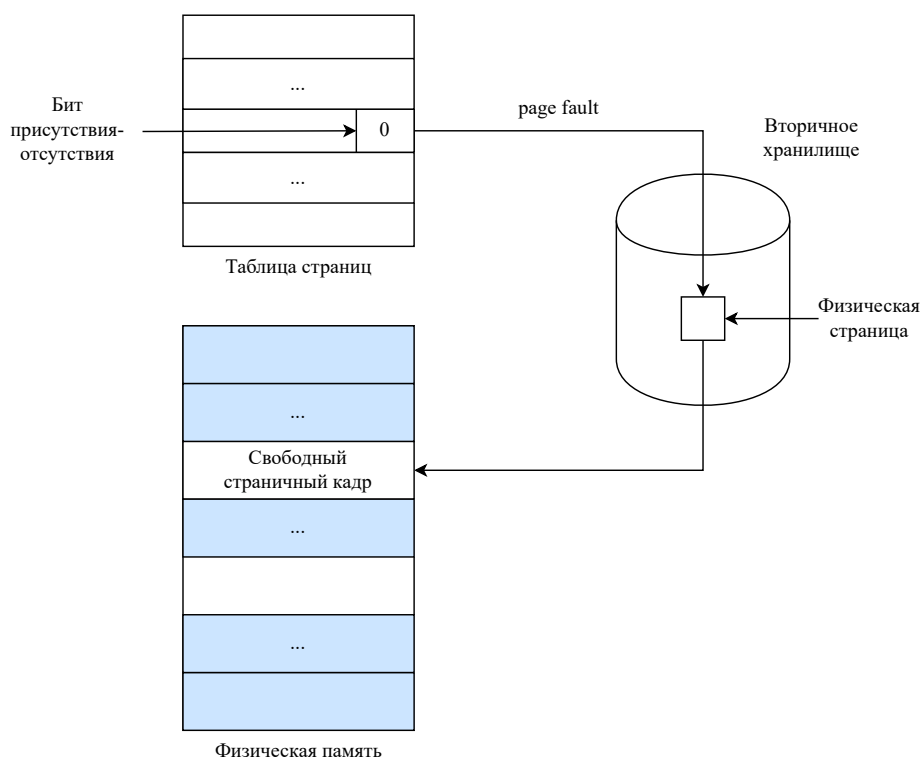 ...
Бит
присутствия-
отсутствия
0
page fault
Вторичное
хранилище
...
Таблица страниц
Физическая
страница
...
Свободный
страничный кадр
...
...
Физическая память